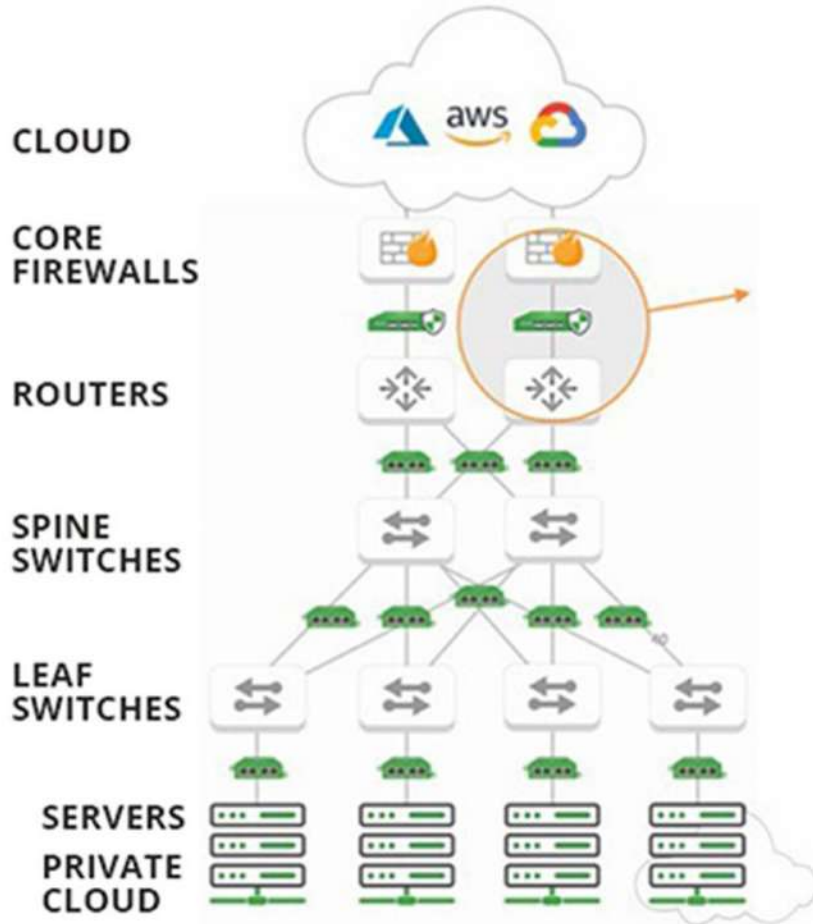 aws
CLOUD
CORE
FIREWALLS
ROUTERS
SPINE
SWITCHES
LEAF
SWITCHES
SERVERS
PRIVATE
CLOUD